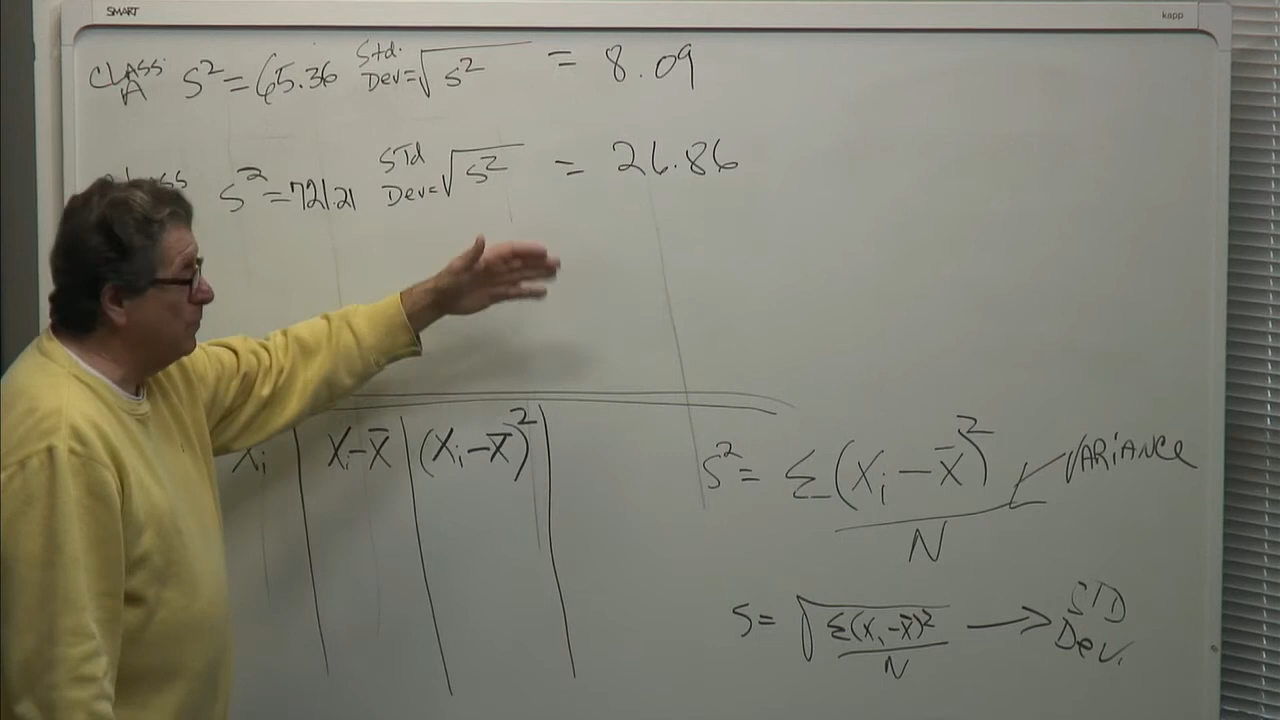 SMART
kapp
CLASS A S²=65.36 Std. Dev=√S² = 8.09
CLASS S²=721.21 STd Dev=√S² = 26.86
Xi | Xi-X̄ | (Xi-X̄)²
S²= Σ(Xi-X̄)² / N VARIANCE
S= √Σ(Xi-X̄)² / N → STD Dev.